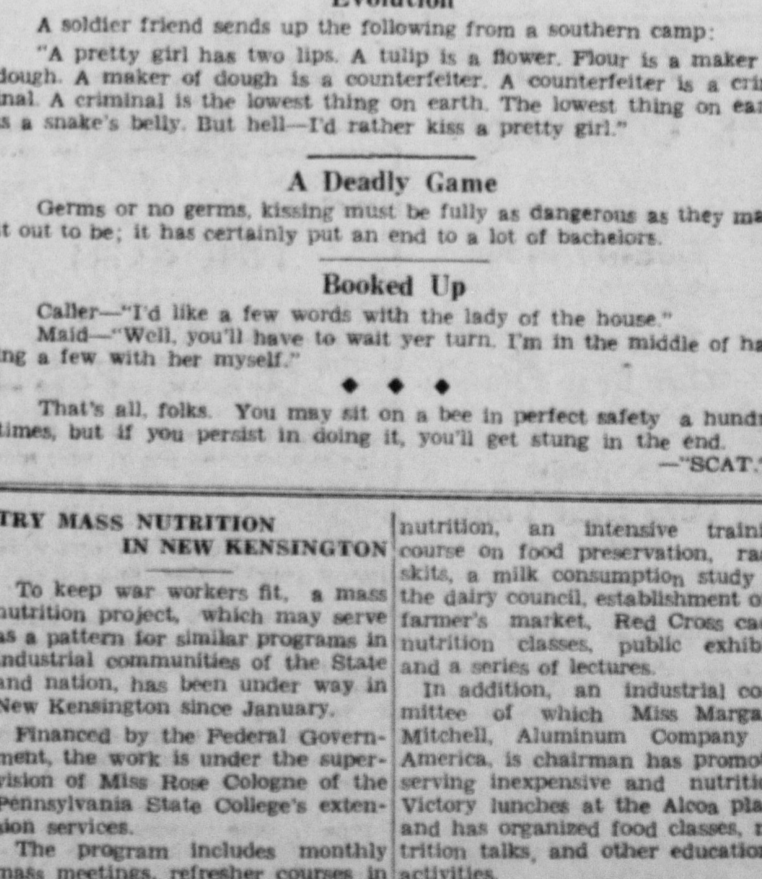 Evolution
A soldier friend sends up the following from a southern camp:
"A pretty girl has two lips. A tulip is a flower. Flour is a maker
dough. A maker of dough is a counterfeiter. A counterfeiter is a cri
nal. A criminal is the lowest thing on earth. The lowest thing on ear
s a snake's belly. But hell—I'd rather kiss a pretty girl."
A Deadly Game
Germs or no germs, kissing must be fully as dangerous as they ma
t out to be; it has certainly put an end to a lot of bachelors.
Booked Up
Caller—"I'd like a few words with the lady of the house."
Maid—"Well, you'll have to wait yer turn. I'm in the middle of ha
ng a few with her myself."
◆ ◆ ◆
That's all, folks. You may sit on a bee in perfect safety a hund
times, but if you persist in doing it, you'll get stung in the end.
—"SCAT."
TRY MASS NUTRITION
IN NEW KENSINGTON
To keep war workers fit, a mass
nutrition project, which may serve
as a pattern for similar programs in
industrial communities of the State
and nation, has been under way in
New Kensington since January.
Financed by the Federal Govern-
ment, the work is under the super-
vision of Miss Rose Cologne of the
Pennsylvania State College's exten-
sion services.
The program includes monthly
mass meetings, refresher courses in
nutrition, an intensive traini
course on food preservation, ra
skits, a milk consumption study
the dairy council, establishment o
farmer's market, Red Cross ca
nutrition classes, public exhib
and a series of lectures.
In addition, an industrial co
mittee of which Miss Marga
Mitchell, Aluminum Company
America, is chairman has promo
serving inexpensive and nutritio
Victory lunches at the Alcoa pla
and has organized food classes, n
trition talks, and other education
activities.